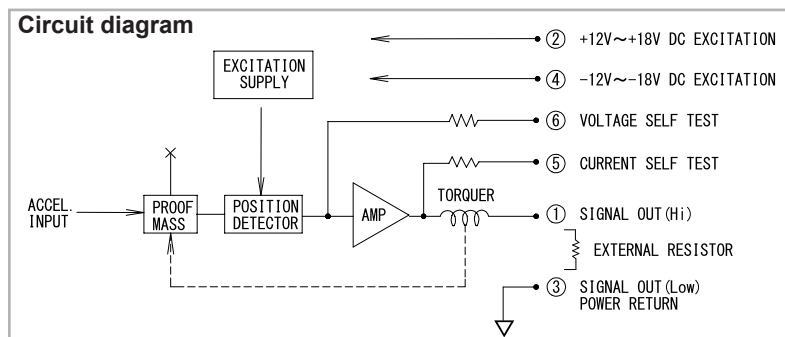 Circuit diagram
② +12V～+18V DC EXCITATION
EXCITATION
SUPPLY
④ -12V～-18V DC EXCITATION
⑥ VOLTAGE SELF TEST
⑤ CURRENT SELF TEST
ACCEL.
INPUT
PROOF
MASS
POSITION
DETECTOR
AMP
TORQUER
① SIGNAL OUT(Hi)
EXTERNAL RESISTOR
③ SIGNAL OUT(Low)
POWER RETURN